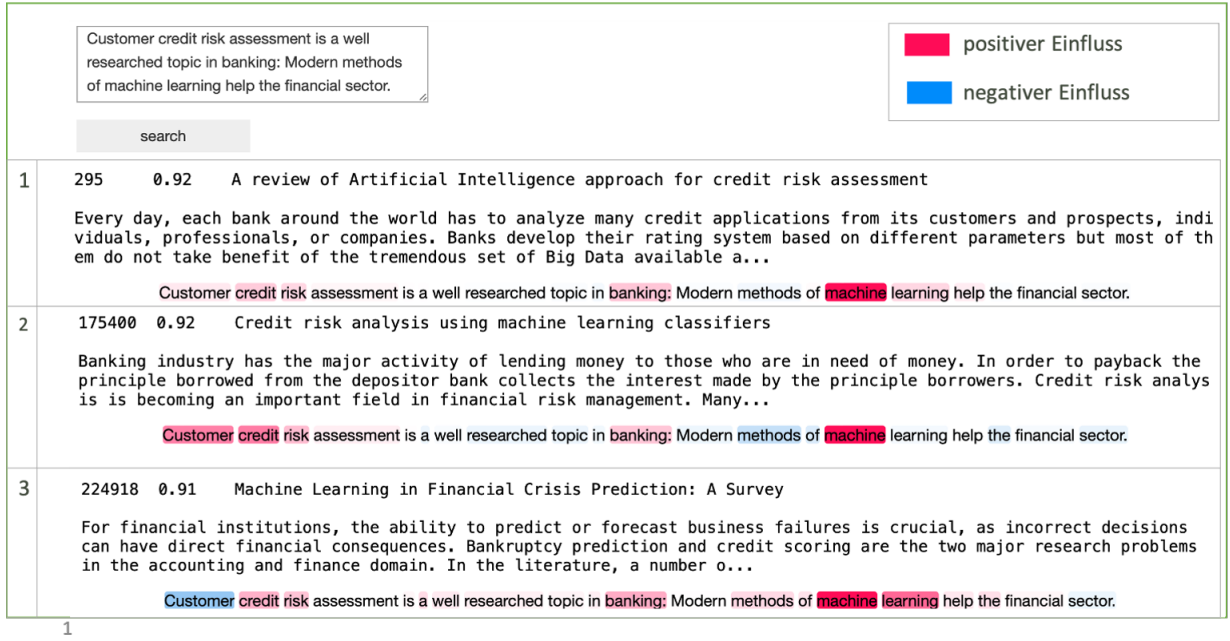 Customer credit risk assessment is a well
researched topic in banking: Modern methods
of machine learning help the financial sector.
positiver Einfluss
negativer Einfluss
search
1 295 0.92 A review of Artificial Intelligence approach for credit risk assessment
Every day, each bank around the world has to analyze many credit applications from its customers and prospects, indi
viduals, professionals, or companies. Banks develop their rating system based on different parameters but most of th
em do not take benefit of the tremendous set of Big Data available a...
Customer credit risk assessment is a well researched topic in banking: Modern methods of machine learning help the financial sector.
2 175400 0.92 Credit risk analysis using machine learning classifiers
Banking industry has the major activity of lending money to those who are in need of money. In order to payback the
principle borrowed from the depositor bank collects the interest made by the principle borrowers. Credit risk analys
is is becoming an important field in financial risk management. Many...
Customer credit risk assessment is a well researched topic in banking: Modern methods of machine learning help the financial sector.
3 224918 0.91 Machine Learning in Financial Crisis Prediction: A Survey
For financial institutions, the ability to predict or forecast business failures is crucial, as incorrect decisions
can have direct financial consequences. Bankruptcy prediction and credit scoring are the two major research problems
in the accounting and finance domain. In the literature, a number o...
Customer credit risk assessment is a well researched topic in banking: Modern methods of machine learning help the financial sector.
1